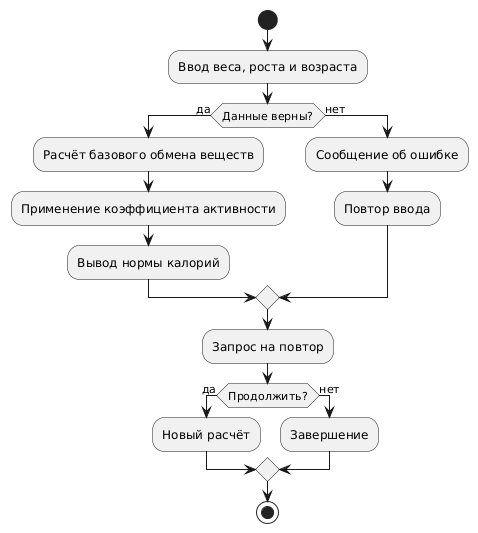 Ввод веса, роста и возраста
да
Данные верны?
нет
Расчёт базового обмена веществ
Сообщение об ошибке
Применение коэффициента активности
Повтор ввода
Вывод нормы калорий
Запрос на повтор
да
Продолжить?
нет
Новый расчёт
Завершение